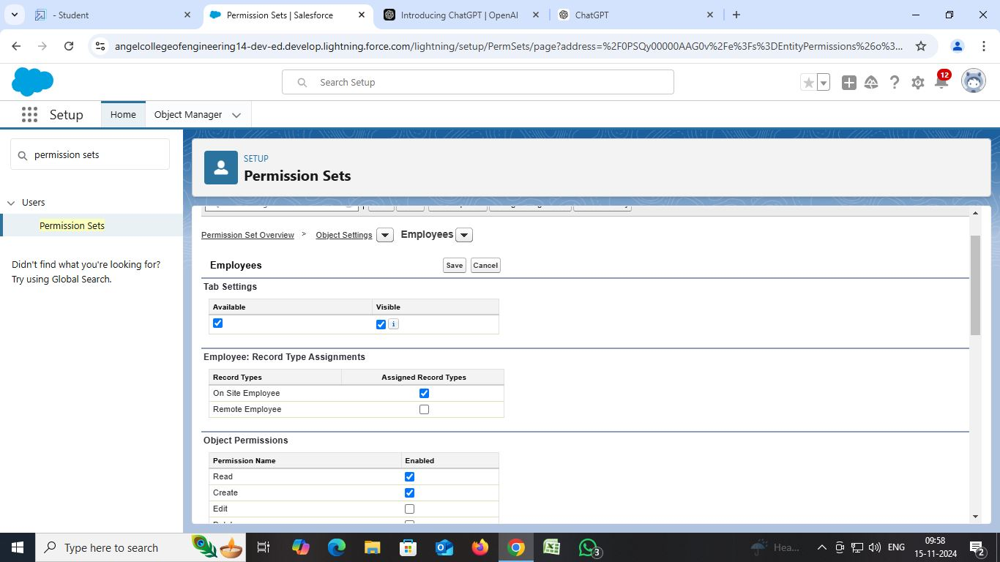 - Student
Permission Sets | Salesforce
Introducing ChatGPT | OpenAI
ChatGPT
angelcollegeofengineering14-dev-ed.develop.lightning.force.com/lightning/setup/PermSets/page?address=%2F0PSQy00000AAG0v%2Fe%3Fs%3DEntityPermissions%26o%3...
Search Setup
12
Setup
Home
Object Manager
permission sets
Users
Permission Sets
Didn't find what you're looking for?
Try using Global Search.
SETUP
Permission Sets
Permission Set Overview > Object Settings Employees
Employees
Save Cancel
Tab Settings
Available Visible
i
Employee: Record Type Assignments
Record Types Assigned Record Types
On Site Employee
Remote Employee
Object Permissions
Permission Name Enabled
Read
Create
Edit
Type here to search
3
Hea...
ENG
09:58
15-11-2024
2